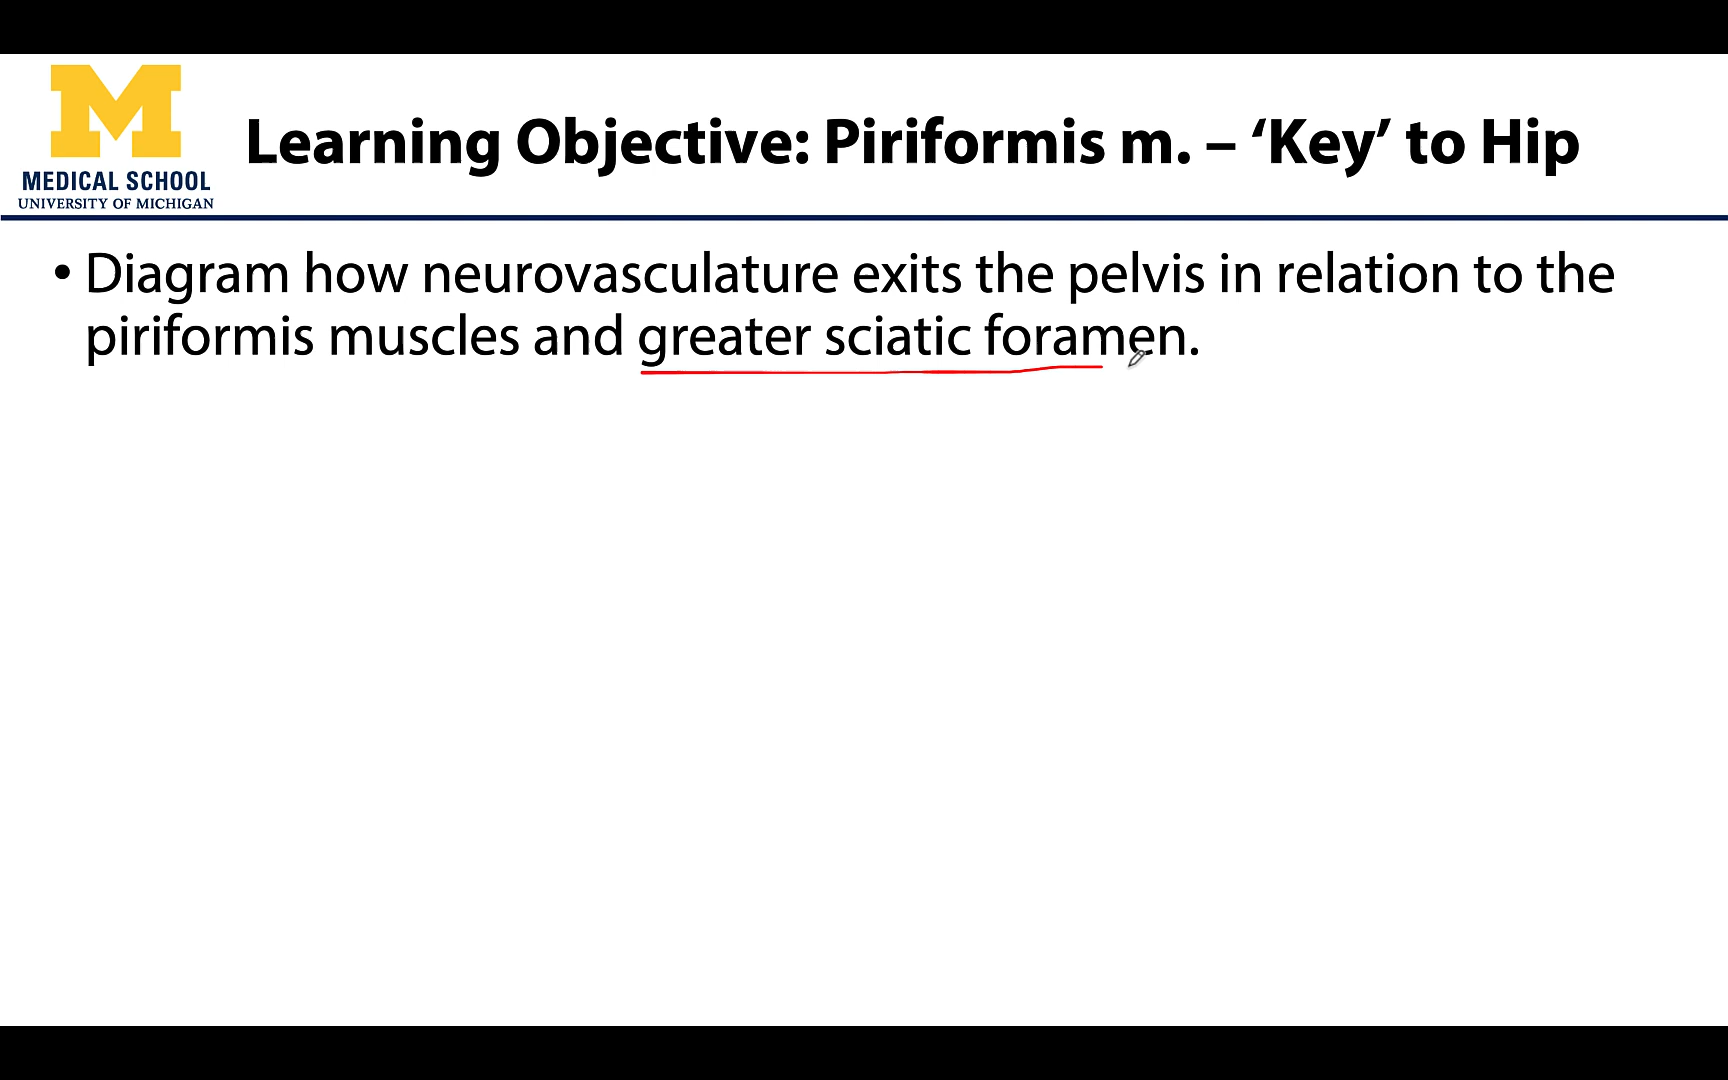 MEDICAL SCHOOL
UNIVERSITY OF MICHIGAN
Learning Objective: Piriformis m. – ‘Key’ to Hip
• Diagram how neurovasculature exits the pelvis in relation to the
piriformis muscles and greater sciatic foramen.